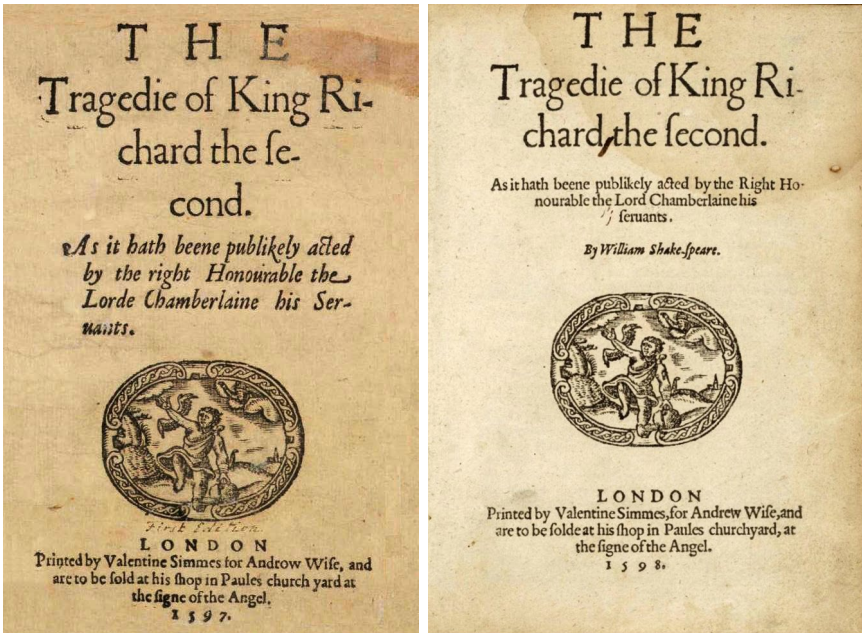 THE
Tragedie of King Ri-
chard the ſe-
cond.
As it hath beene publikely acted
by the right Honourable the
Lorde Chamberlaine his Ser-
uants.
First Edition
LONDON
Printed by Valentine Simmes for Androw Wiſe, and
are to be ſold at his ſhop in Paules church yard at
the ſigne of the Angel.
1597.
THE
Tragedie of King Ri-
chard the ſecond.
As it hath beene publikely acted by the Right Ho-
nourable the Lord Chamberlaine his
ſeruants.
By William Shake-ſpeare.
LONDON
Printed by Valentine Simmes, for Andrew Wiſe, and
are to be ſolde at his ſhop in Paules churchyard, at
the ſigne of the Angel.
1598.